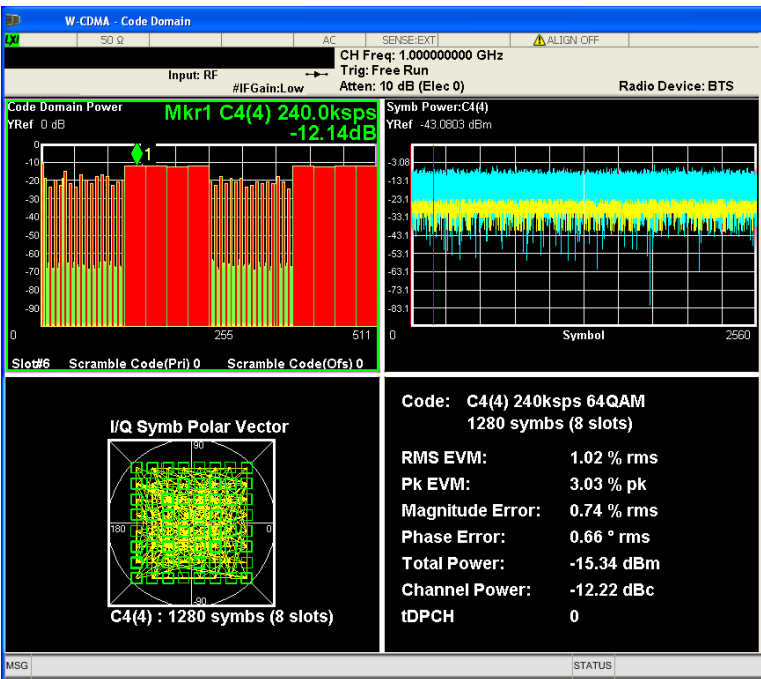 W-CDMA - Code Domain
LXI 50 Ω AC SENSE:EXT ALIGN OFF
CH Freq: 1.000000000 GHz
Input: RF Trig: Free Run
#IFGain:Low Atten: 10 dB (Elec 0) Radio Device: BTS
Code Domain Power
YRef 0 dB
Mkr1 C4(4) 240.0ksps
-12.14dB
1
0
-10
-20
-30
-40
-50
-60
-70
-80
-90
0 255 511
Slot#6 Scramble Code(Pri) 0 Scramble Code(Ofs) 0
Symb Power:C4(4)
YRef -43.0803 dBm
-3.08
-13.1
-23.1
-33.1
-43.1
-53.1
-63.1
-73.1
-83.1
0 Symbol 2560
I/Q Symb Polar Vector
90
180 0
-90
C4(4) : 1280 symbs (8 slots)
Code: C4(4) 240ksps 64QAM
1280 symbs (8 slots)
RMS EVM: 1.02 % rms
Pk EVM: 3.03 % pk
Magnitude Error: 0.74 % rms
Phase Error: 0.66 ° rms
Total Power: -15.34 dBm
Channel Power: -12.22 dBc
tDPCH 0
MSG STATUS